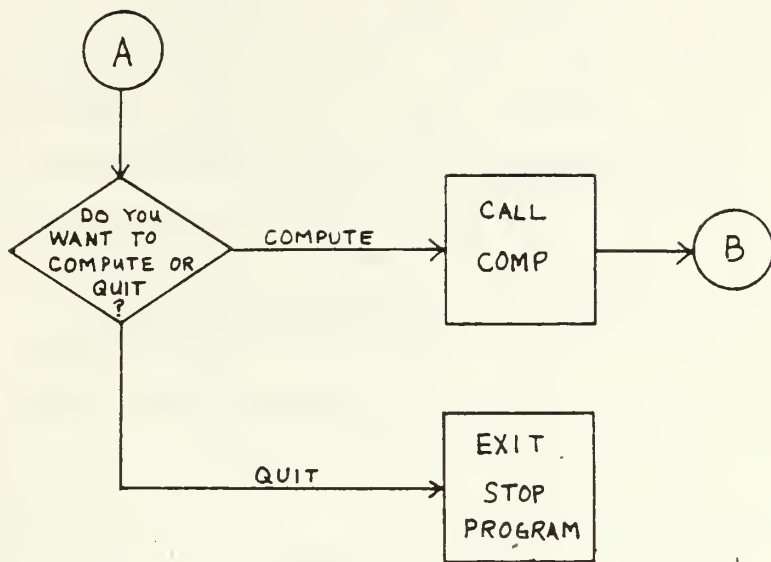 A
DO YOU
WANT TO
COMPUTE OR
QUIT
?
COMPUTE
CALL
COMP
B
QUIT
EXIT
STOP
PROGRAM